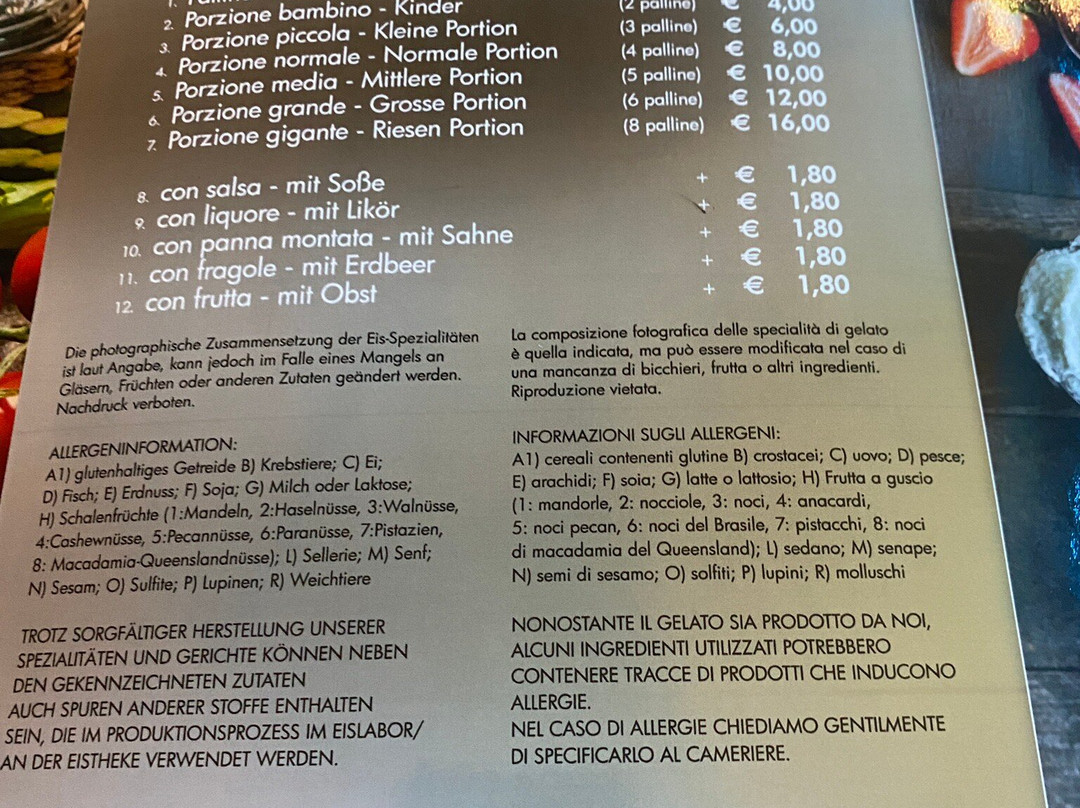 1.
2. Porzione bambino - Kinder (2 palline) € 4,00
3. Porzione piccola - Kleine Portion (3 palline) € 6,00
4. Porzione normale - Normale Portion (4 palline) € 8,00
5. Porzione media - Mittlere Portion (5 palline) € 10,00
6. Porzione grande - Grosse Portion (6 palline) € 12,00
7. Porzione gigante - Riesen Portion (8 palline) € 16,00
8. con salsa - mit Soße + € 1,80
9. con liquore - mit Likör + € 1,80
10. con panna montata - mit Sahne + € 1,80
11. con fragole - mit Erdbeer + € 1,80
12. con frutta - mit Obst + € 1,80
Die photographische Zusammensetzung der Eis-Spezialitäten
ist laut Angabe, kann jedoch im Falle eines Mangels an
Gläsern, Früchten oder anderen Zutaten geändert werden.
Nachdruck verboten.
ALLERGENINFORMATION:
A1) glutenhaltiges Getreide B) Krebstiere; C) Ei;
D) Fisch; E) Erdnuss; F) Soja; G) Milch oder Laktose;
H) Schalenfrüchte (1:Mandeln, 2:Haselnüsse, 3:Walnüsse,
4:Cashewnüsse, 5:Pecannüsse, 6:Paranüsse, 7:Pistazien,
8: Macadamia-Queenslandnüsse); L) Sellerie; M) Senf;
N) Sesam; O) Sulfite; P) Lupinen; R) Weichtiere
TROTZ SORGFÄLTIGER HERSTELLUNG UNSERER
SPEZIALITÄTEN UND GERICHTE KÖNNEN NEBEN
DEN GEKENNZEICHNETEN ZUTATEN
AUCH SPUREN ANDERER STOFFE ENTHALTEN
SEIN, DIE IM PRODUKTIONSPROZESS IM EISLABOR/
AN DER EISTHEKE VERWENDET WERDEN.
La composizione fotografica delle specialità di gelato
è quella indicata, ma può essere modificata nel caso di
una mancanza di bicchieri, frutta o altri ingredienti.
Riproduzione vietata.
INFORMAZIONI SUGLI ALLERGENI:
A1) cereali contenenti glutine B) crostacei; C) uovo; D) pesce;
E) arachidi; F) soia; G) latte o lattosio; H) Frutta a guscio
(1: mandorle, 2: nocciole, 3: noci, 4: anacardi,
5: noci pecan, 6: noci del Brasile, 7: pistacchi, 8: noci
di macadamia del Queensland); L) sedano; M) senape;
N) semi di sesamo; O) solfiti; P) lupini; R) molluschi
NONOSTANTE IL GELATO SIA PRODOTTO DA NOI,
ALCUNI INGREDIENTI UTILIZZATI POTREBBERO
CONTENERE TRACCE DI PRODOTTI CHE INDUCONO
ALLERGIE.
NEL CASO DI ALLERGIE CHIEDIAMO GENTILMENTE
DI SPECIFICARLO AL CAMERIERE.